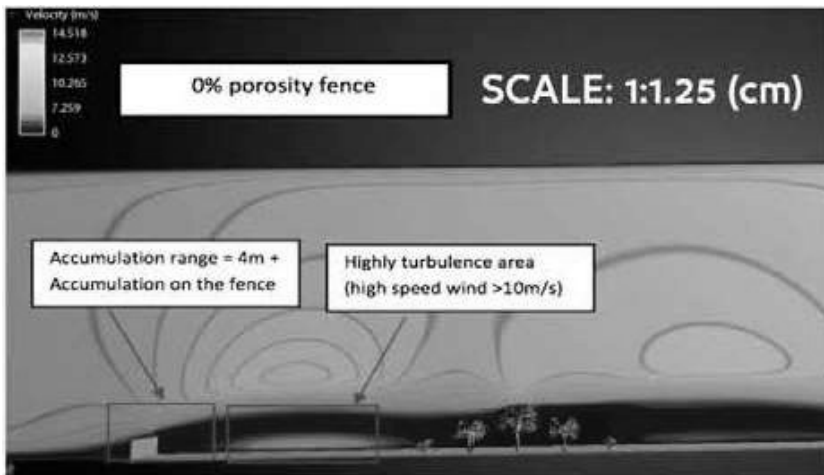 Velocity (m/s)
14.518
12.573
10.265
7.259
0
0% porosity fence
SCALE: 1:1.25 (cm)
Accumulation range = 4m +
Accumulation on the fence
Highly turbulence area
(high speed wind >10m/s)